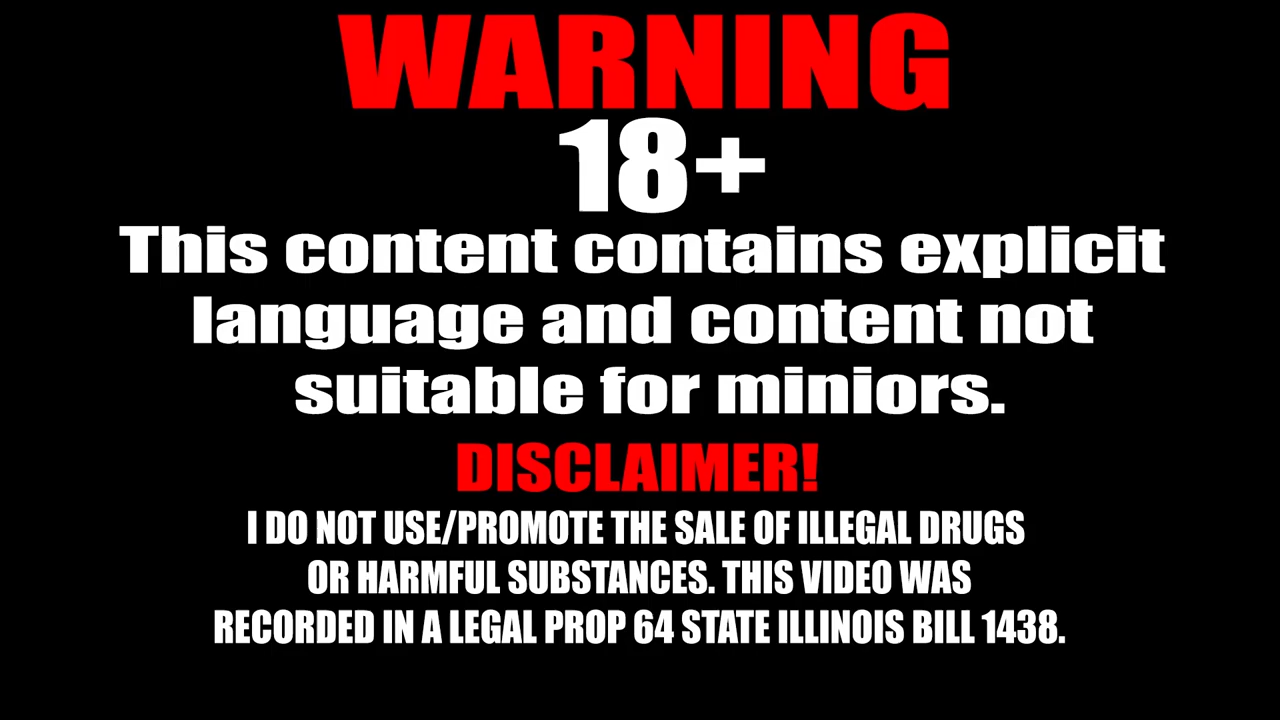 WARNING
18+
This content contains explicit
language and content not
suitable for miniors.
DISCLAIMER!
I DO NOT USE/PROMOTE THE SALE OF ILLEGAL DRUGS
OR HARMFUL SUBSTANCES. THIS VIDEO WAS
RECORDED IN A LEGAL PROP 64 STATE ILLINOIS BILL 1438.